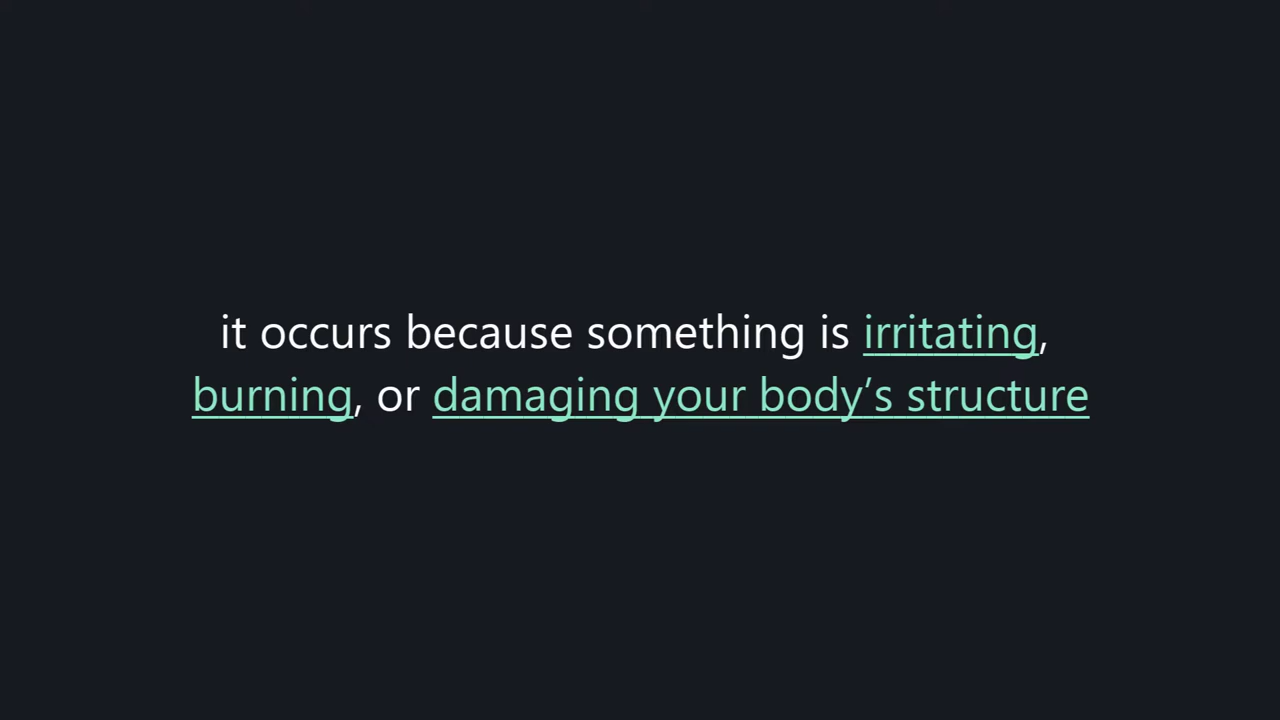 it occurs because something is irritating,
burning, or damaging your body’s structure